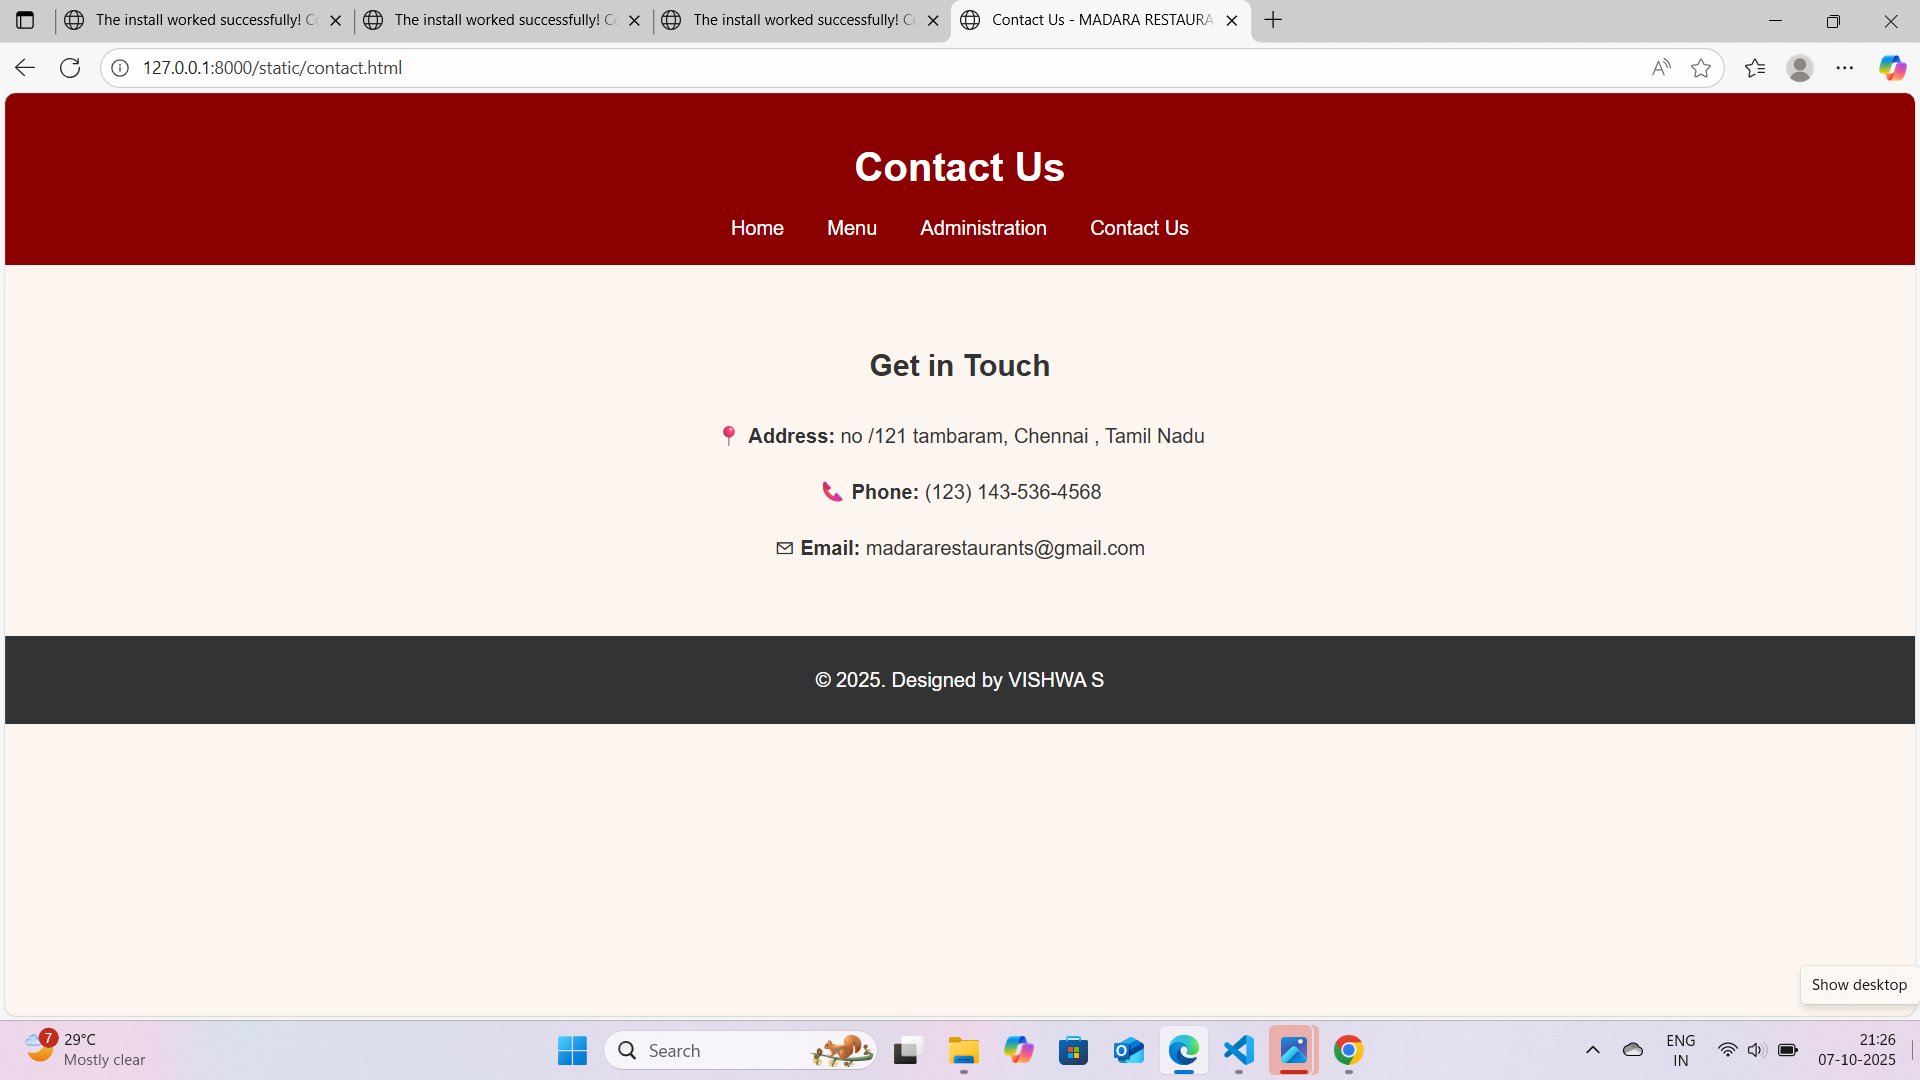 The install worked successfully! Co
The install worked successfully! Co
The install worked successfully! Co
Contact Us - MADARA RESTAURA
127.0.0.1:8000/static/contact.html
Contact Us
Home Menu Administration Contact Us
Get in Touch
📍 Address: no /121 tambaram, Chennai , Tamil Nadu
📞 Phone: (123) 143-536-4568
✉ Email: madararestaurants@gmail.com
© 2025. Designed by VISHWA S
Show desktop
7
29°C
Mostly clear
Search
ENG
IN
21:26
07-10-2025